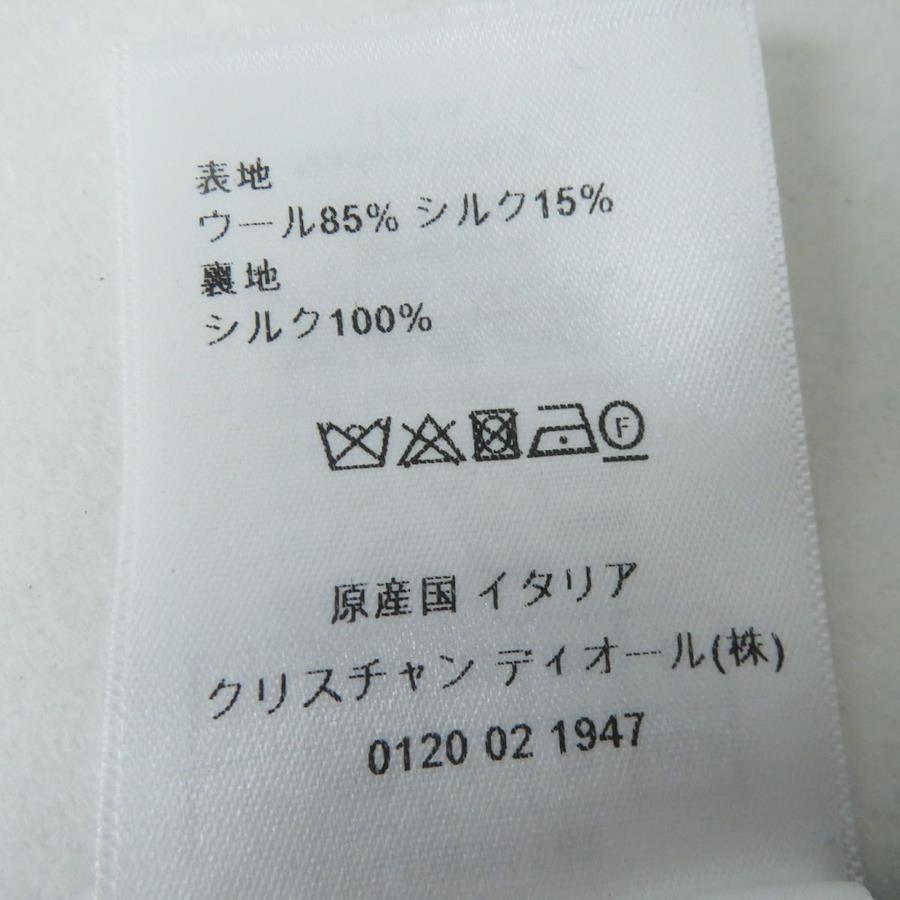 表地
ウール85% シルク15%
裏地
シルク100%
F
原産国 イタリア
クリスチャン ディオール(株)
0120 02 1947